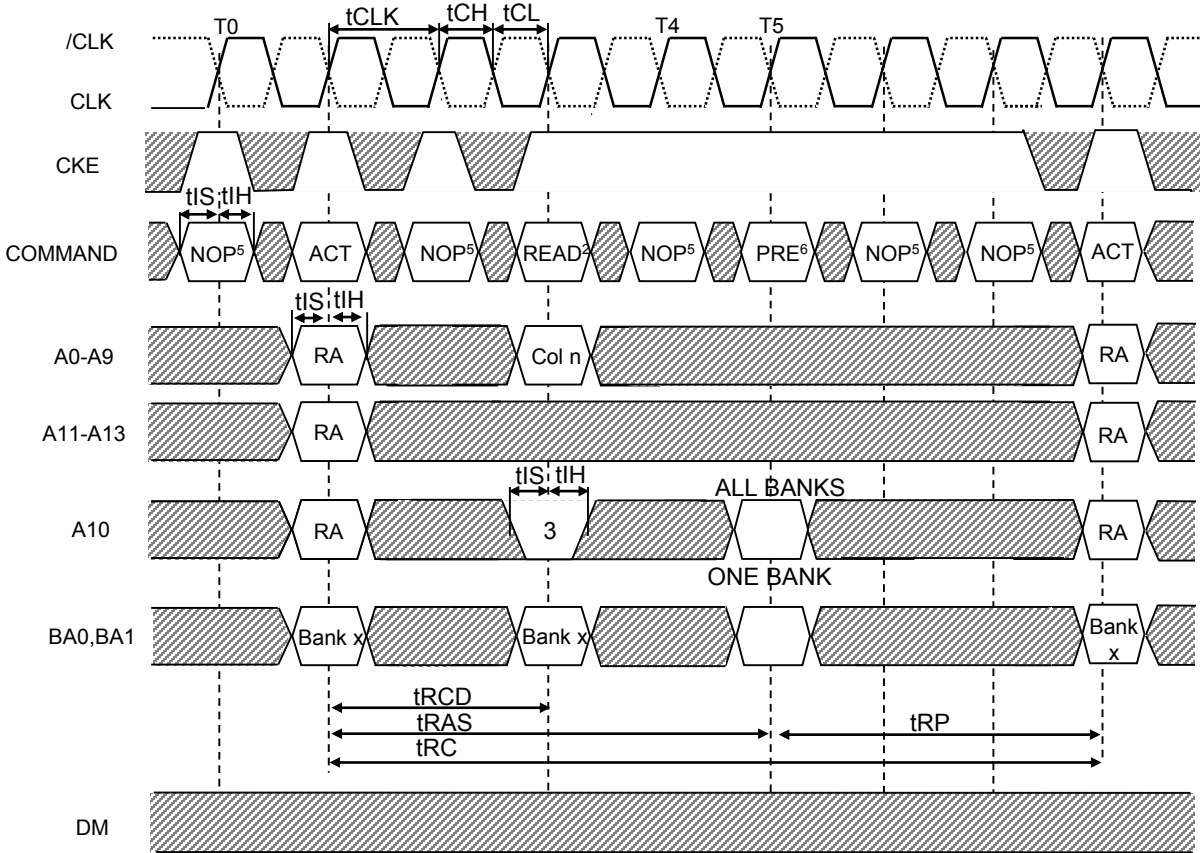 T0 tCLK tCH tCL T4 T5
/CLK
CLK
CKE
tIS tIH
COMMAND NOP⁵ ACT NOP⁵ READ² NOP⁵ PRE⁶ NOP⁵ NOP⁵ ACT
tIS tIH
A0-A9 RA Col n RA
A11-A13 RA RA
tIS tIH ALL BANKS
A10 RA 3 RA
ONE BANK
BA0,BA1 Bank x Bank x Bank
x
tRCD
tRAS tRP
tRC
DM